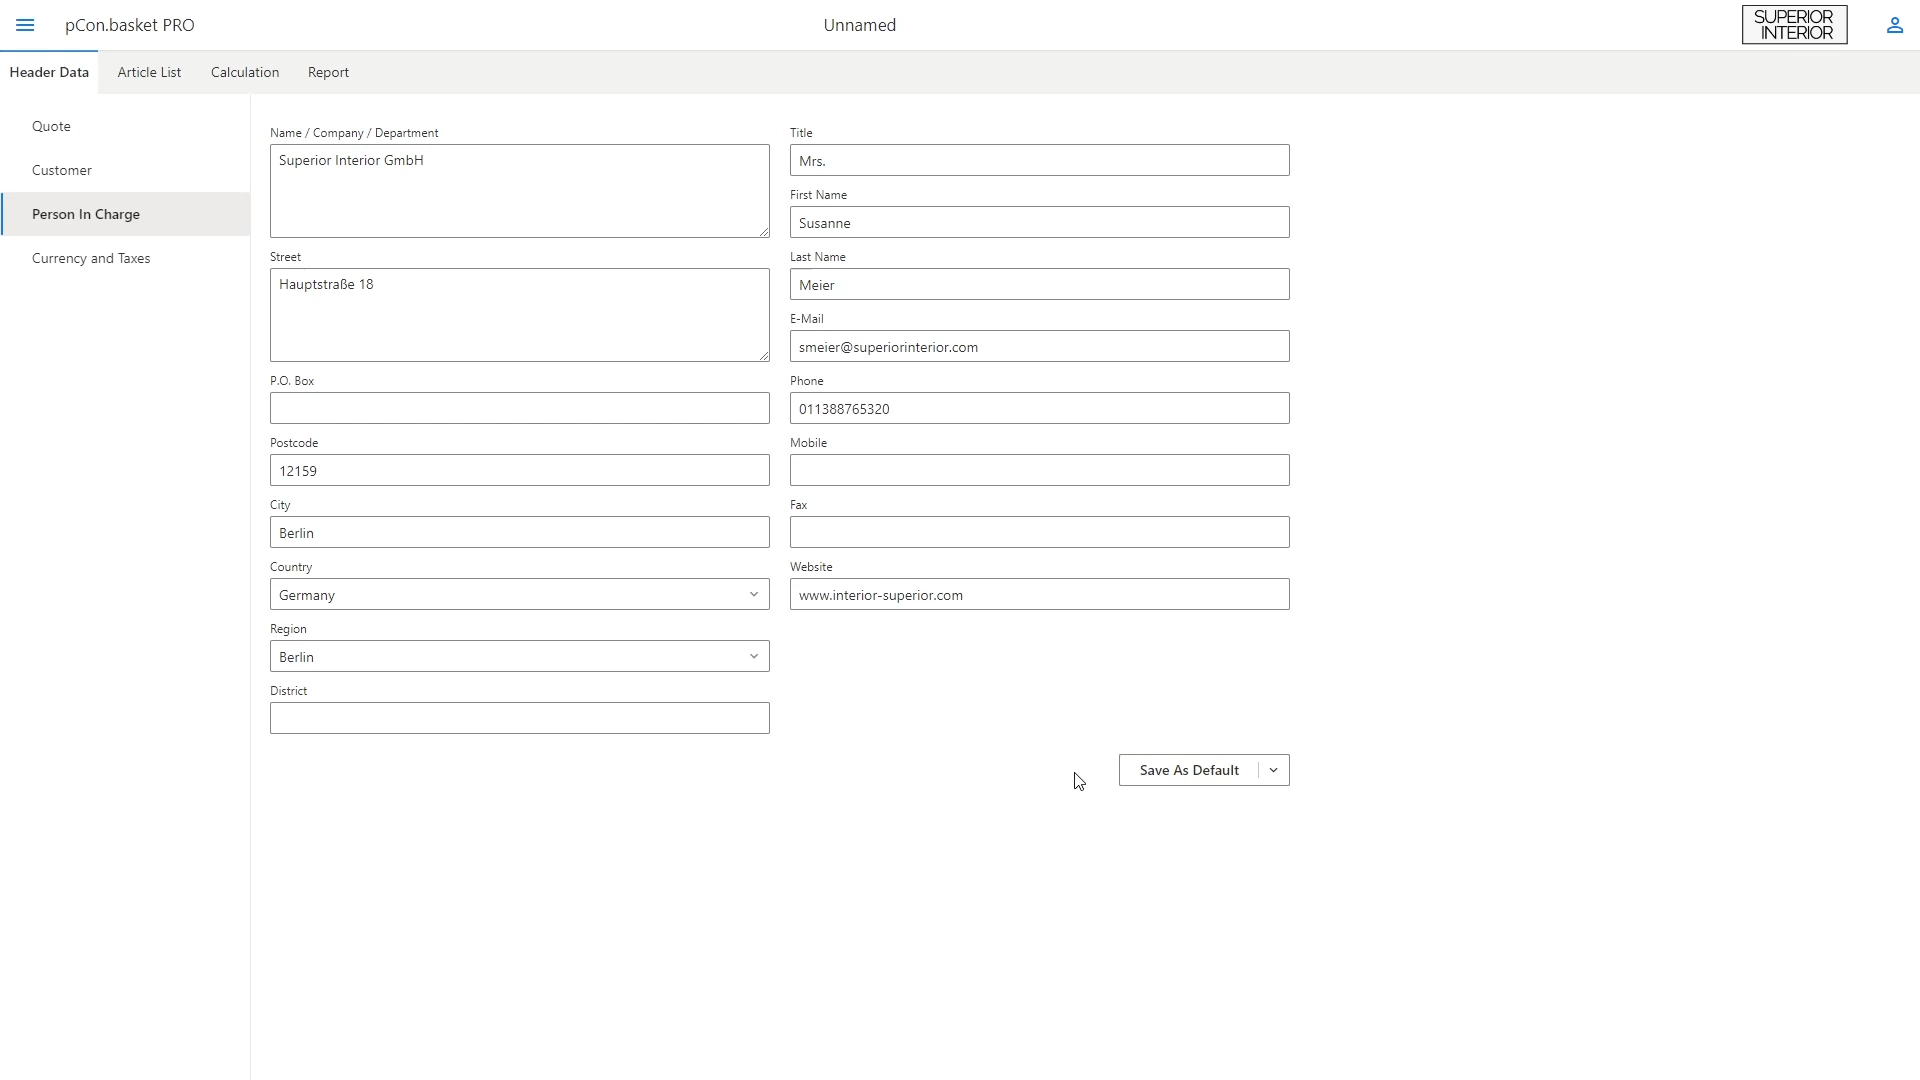 pCon.basket PRO
Unnamed
SUPERIOR
INTERIOR
Header Data
Article List
Calculation
Report
Quote
Customer
Person In Charge
Currency and Taxes
Name / Company / Department
Superior Interior GmbH
Street
Hauptstraße 18
P.O. Box
Postcode
12159
City
Berlin
Country
Germany
Region
Berlin
District
Title
Mrs.
First Name
Susanne
Last Name
Meier
E-Mail
smeier@superiorinterior.com
Phone
011388765320
Mobile
Fax
Website
www.interior-superior.com
Save As Default